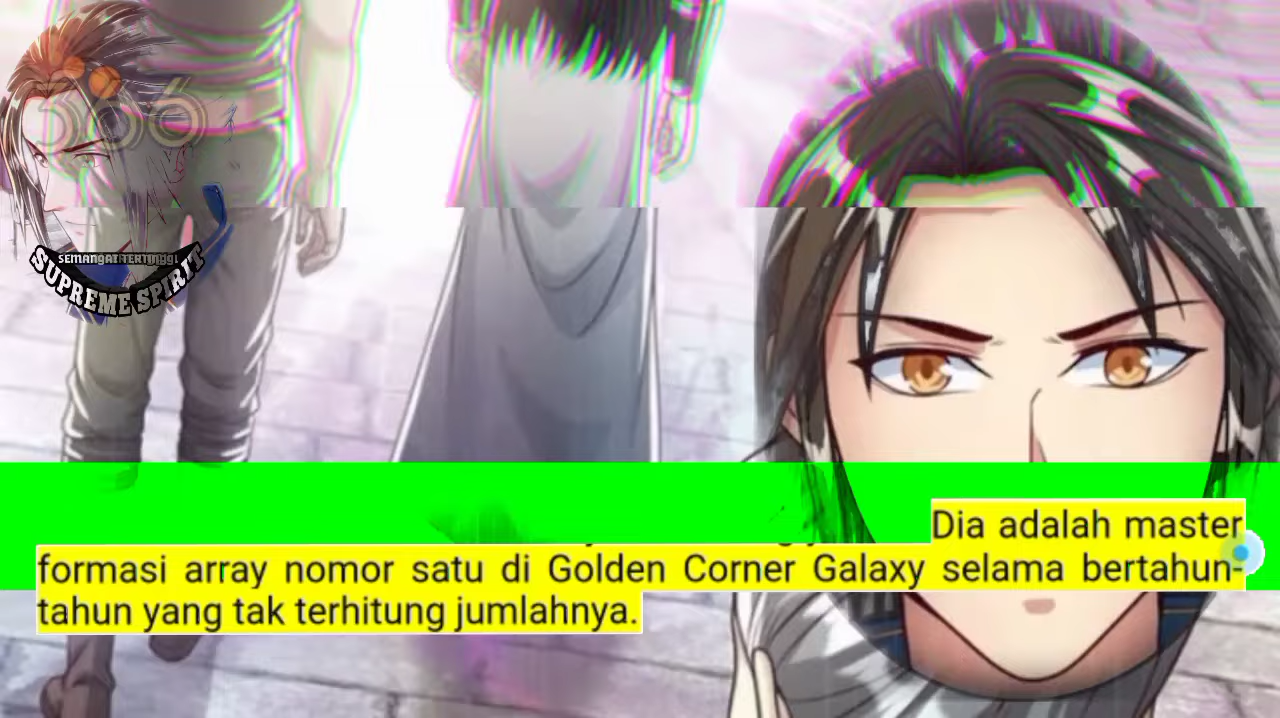 366
SEMANGAT TERTINGGI
SUPREME SPIRIT
Dia adalah master
formasi array nomor satu di Golden Corner Galaxy selama bertahun-
tahun yang tak terhitung jumlahnya.